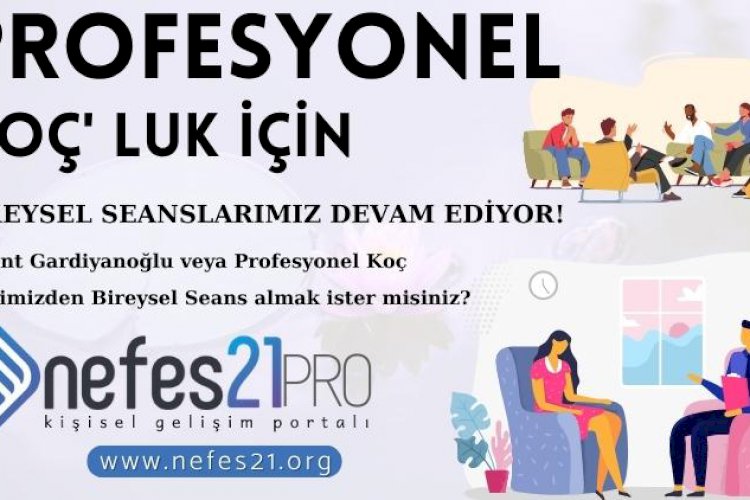 PROFESYONEL
OÇ' LUK İÇİN
REYSEL SEANSLARIMIZ DEVAM EDİYOR!
nt Gardiyanoğlu veya Profesyonel Koç
imizden Bireysel Seans almak ister misiniz?
nefes21PRO
kişisel gelişim portalı
www.nefes21.org